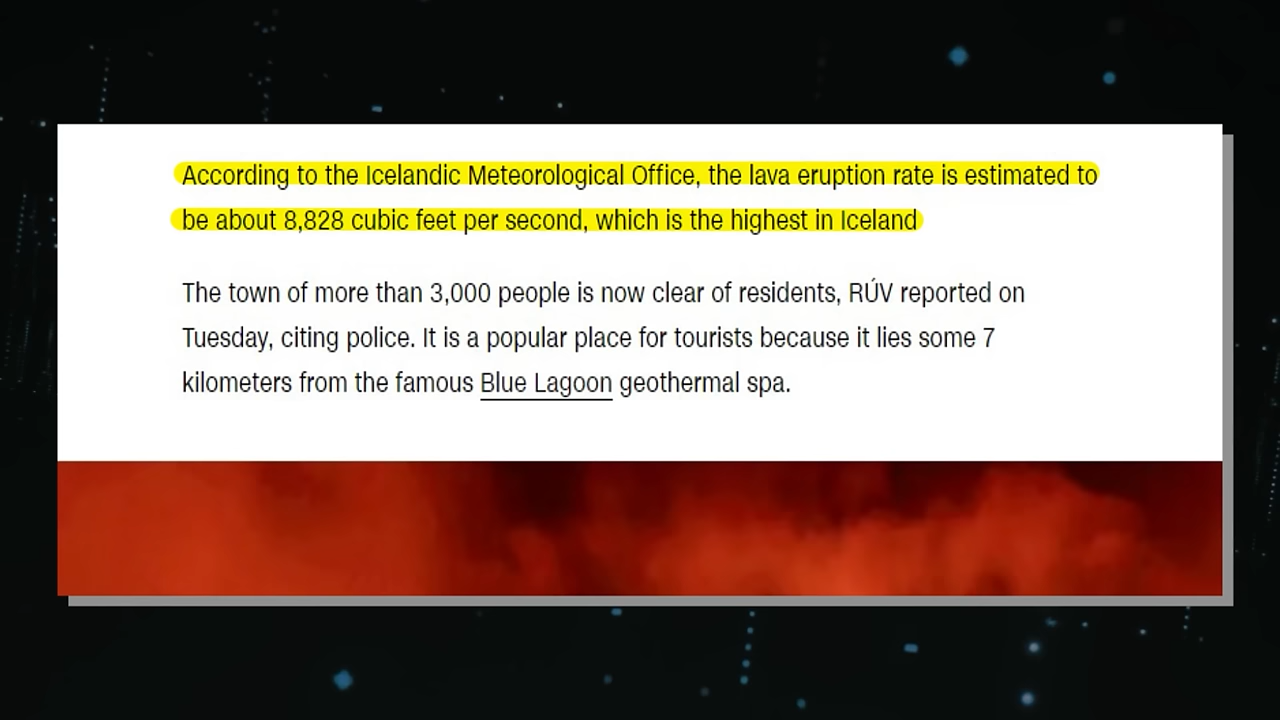 According to the Icelandic Meteorological Office, the lava eruption rate is estimated to
be about 8,828 cubic feet per second, which is the highest in Iceland
The town of more than 3,000 people is now clear of residents, RÚV reported on
Tuesday, citing police. It is a popular place for tourists because it lies some 7
kilometers from the famous Blue Lagoon geothermal spa.